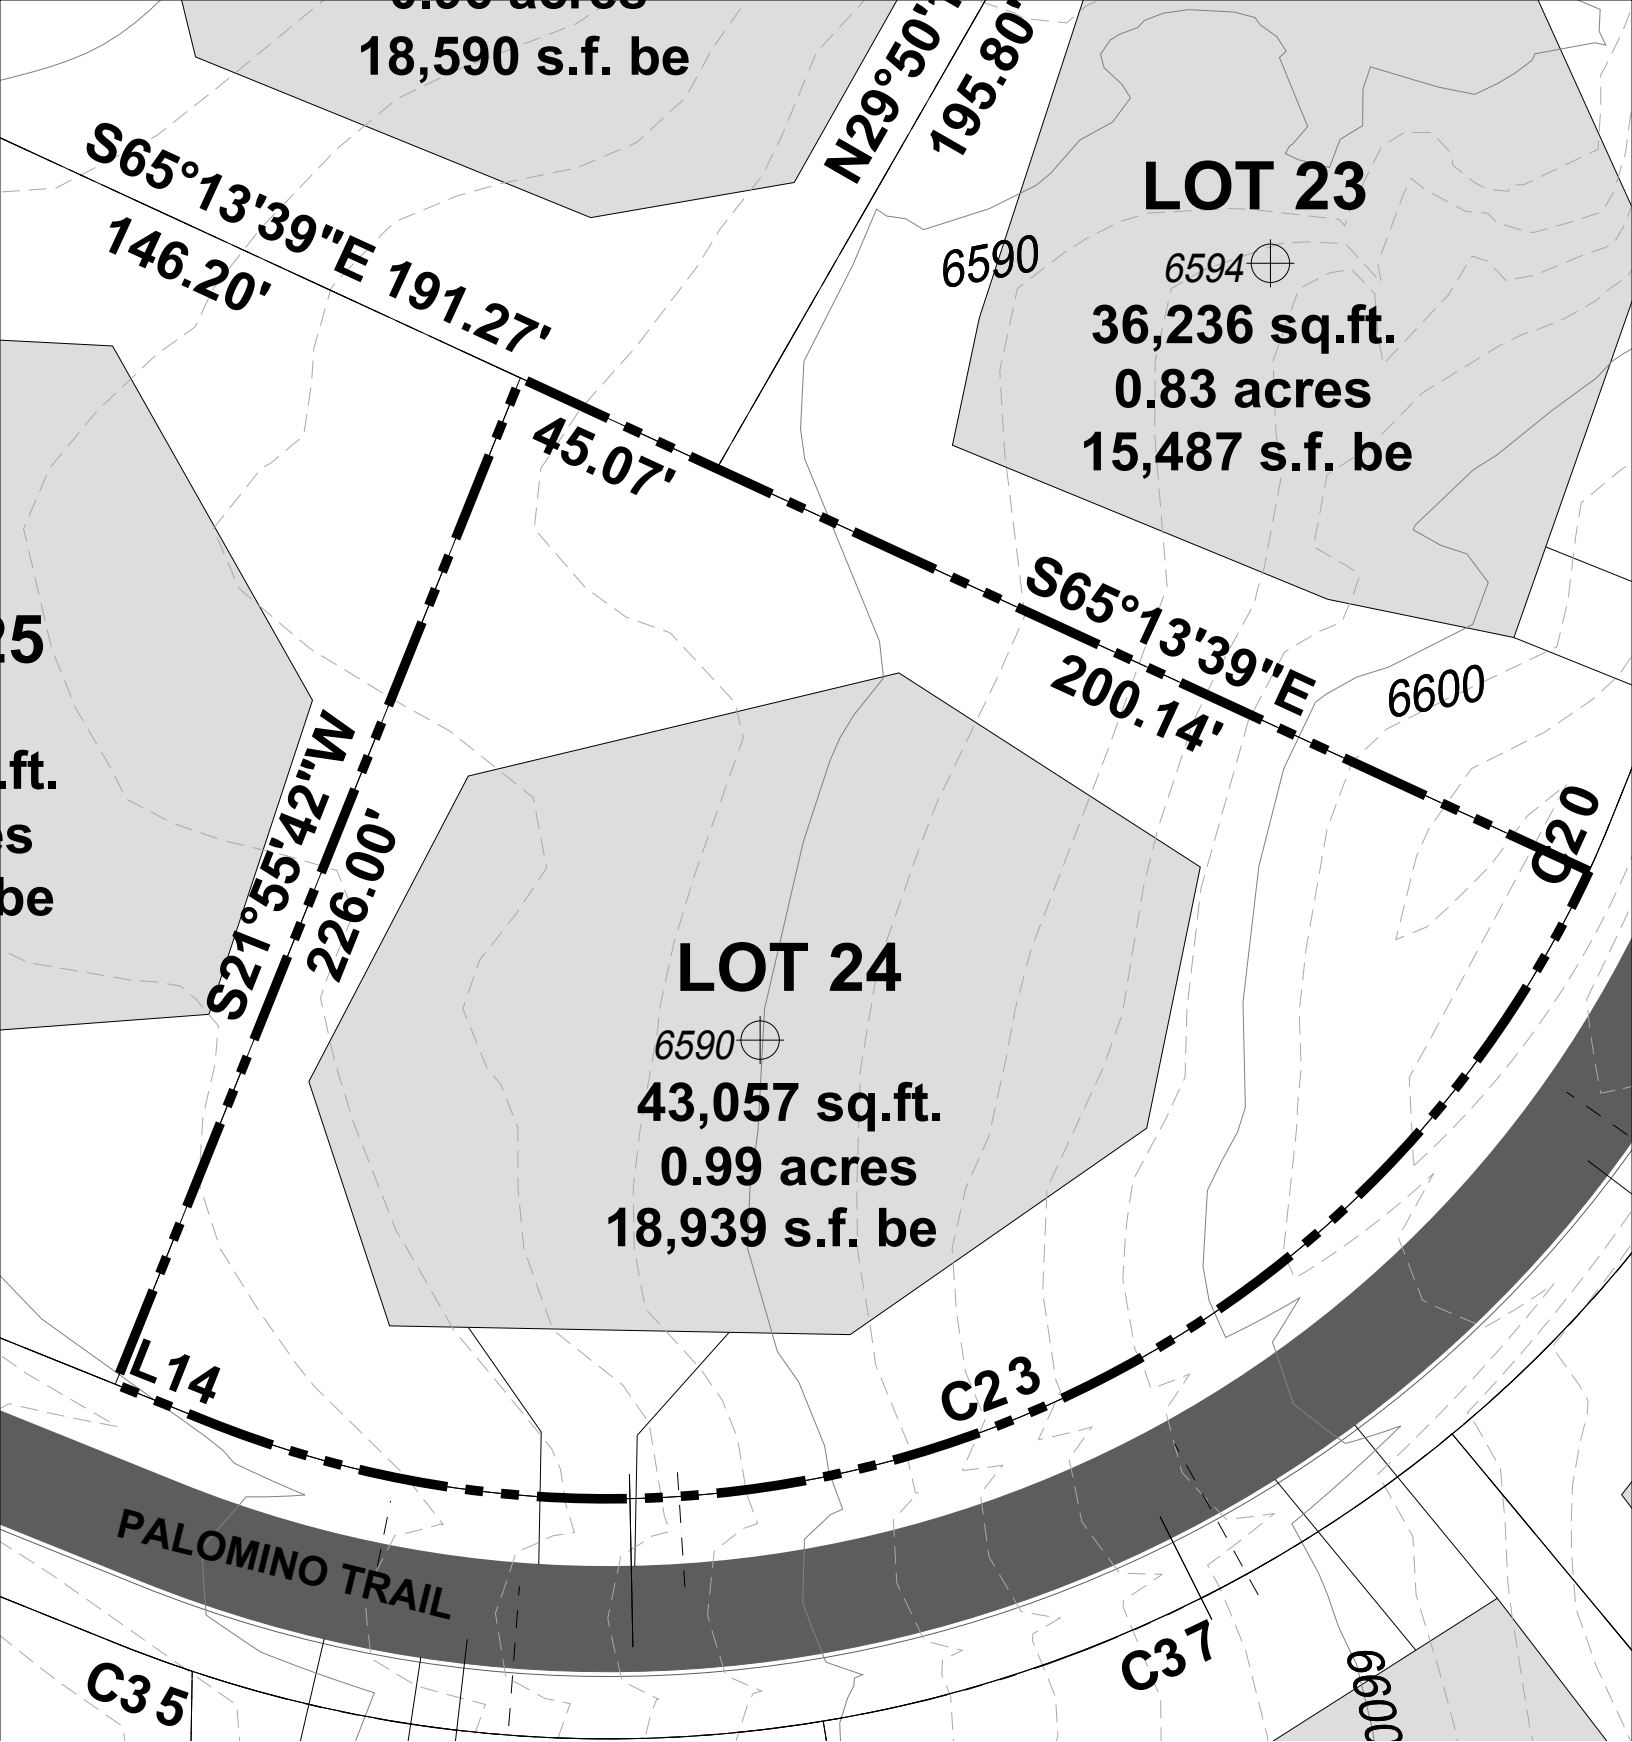 18,590 s.f. be
N29°50'
195.80'
S65°13'39"E 191.27'
146.20'
LOT 23
6590
6594
36,236 sq.ft.
0.83 acres
15,487 s.f. be
45.07'
S65°13'39"E
200.14'
6600
25
.ft.
es
be
S21°55'42"W
226.00'
C20
LOT 24
6590
43,057 sq.ft.
0.99 acres
18,939 s.f. be
L14
C23
PALOMINO TRAIL
C35
C37
6600